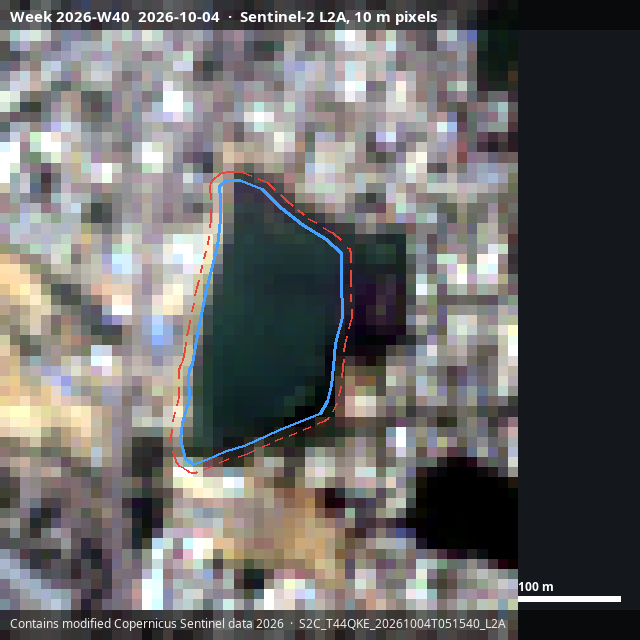 Week 2026-W40  2026-10-04  ·  Sentinel-2 L2A, 10 m pixels
100 m
Contains modified Copernicus Sentinel data 2026  ·  S2C_T44QKE_20261004T051540_L2A